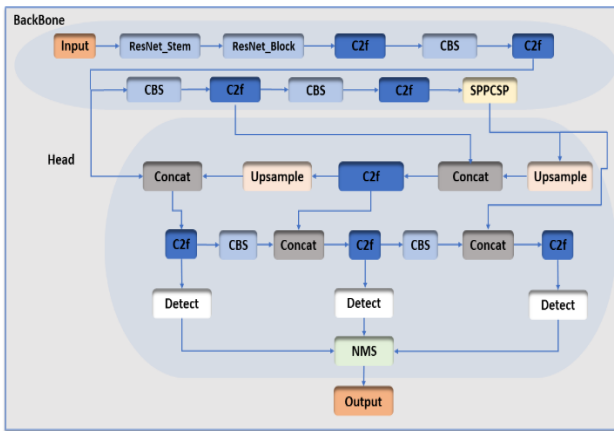 BackBone
Input ResNet_Stem ResNet_Block C2f CBS C2f
CBS C2f CBS C2f SPPCSP
Head
Concat Upsample C2f Concat Upsample
C2f CBS Concat C2f CBS Concat C2f
Detect Detect Detect
NMS
Output